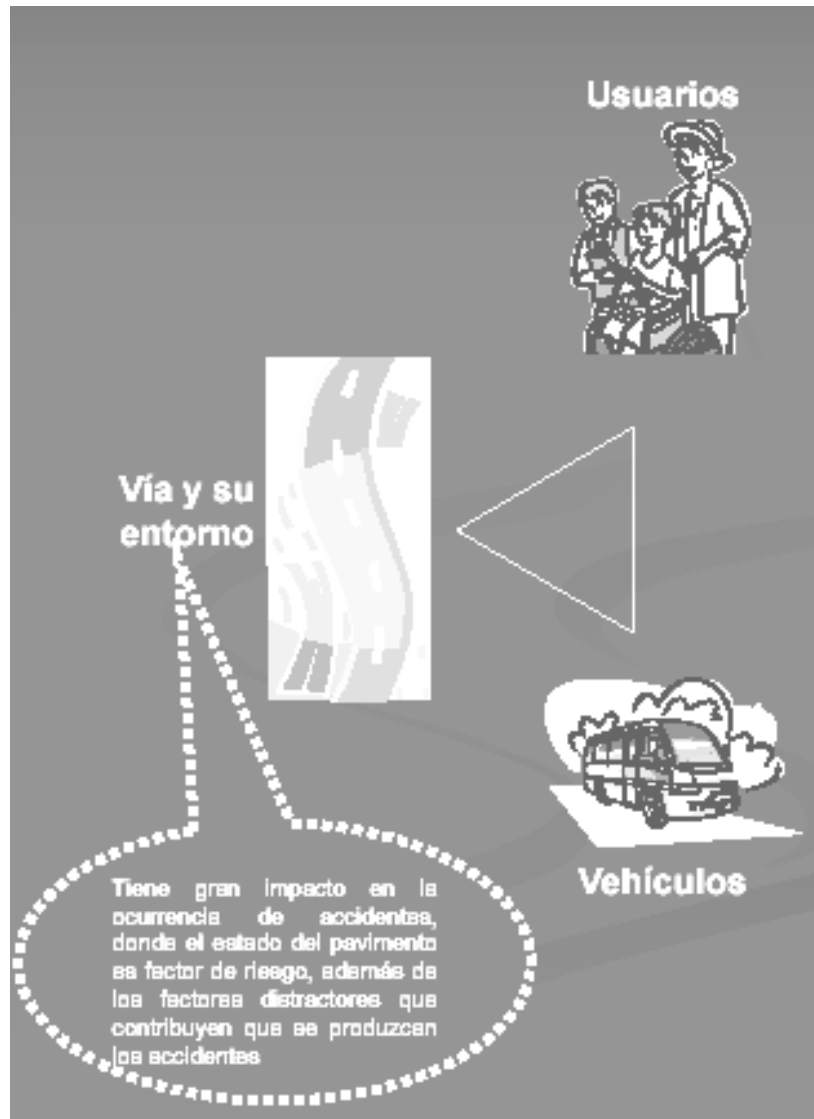 Usuarios
Vía y su
entorno
Vehículos
Tiene gran impacto en la
ocurrencia de accidentes,
donde el estado del pavimento
es factor de riesgo, además de
los factores distractores que
contribuyen que se produzcan
los accidentes